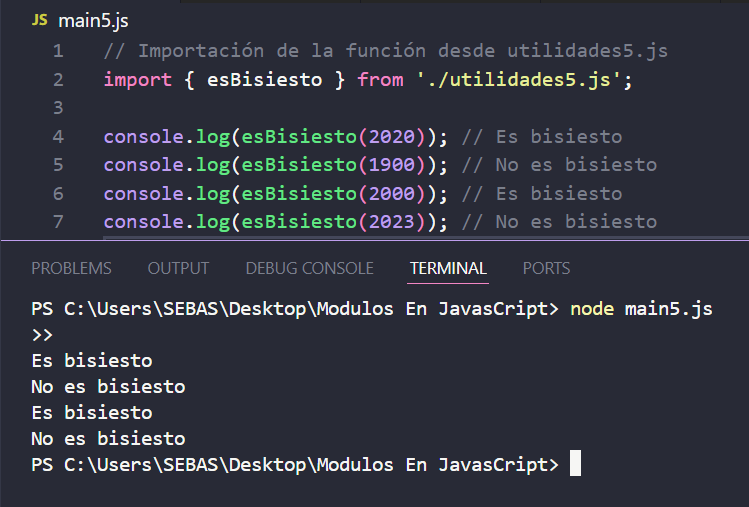 JS main5.js
1 // Importación de la función desde utilidades5.js
2 import { esBisiesto } from './utilidades5.js';
3
4 console.log(esBisiesto(2020)); // Es bisiesto
5 console.log(esBisiesto(1900)); // No es bisiesto
6 console.log(esBisiesto(2000)); // Es bisiesto
7 console.log(esBisiesto(2023)); // No es bisiesto
PROBLEMS OUTPUT DEBUG CONSOLE TERMINAL PORTS
PS C:\Users\SEBAS\Desktop\Modulos En JavasCript> node main5.js
>>
Es bisiesto
No es bisiesto
Es bisiesto
No es bisiesto
PS C:\Users\SEBAS\Desktop\Modulos En JavasCript>